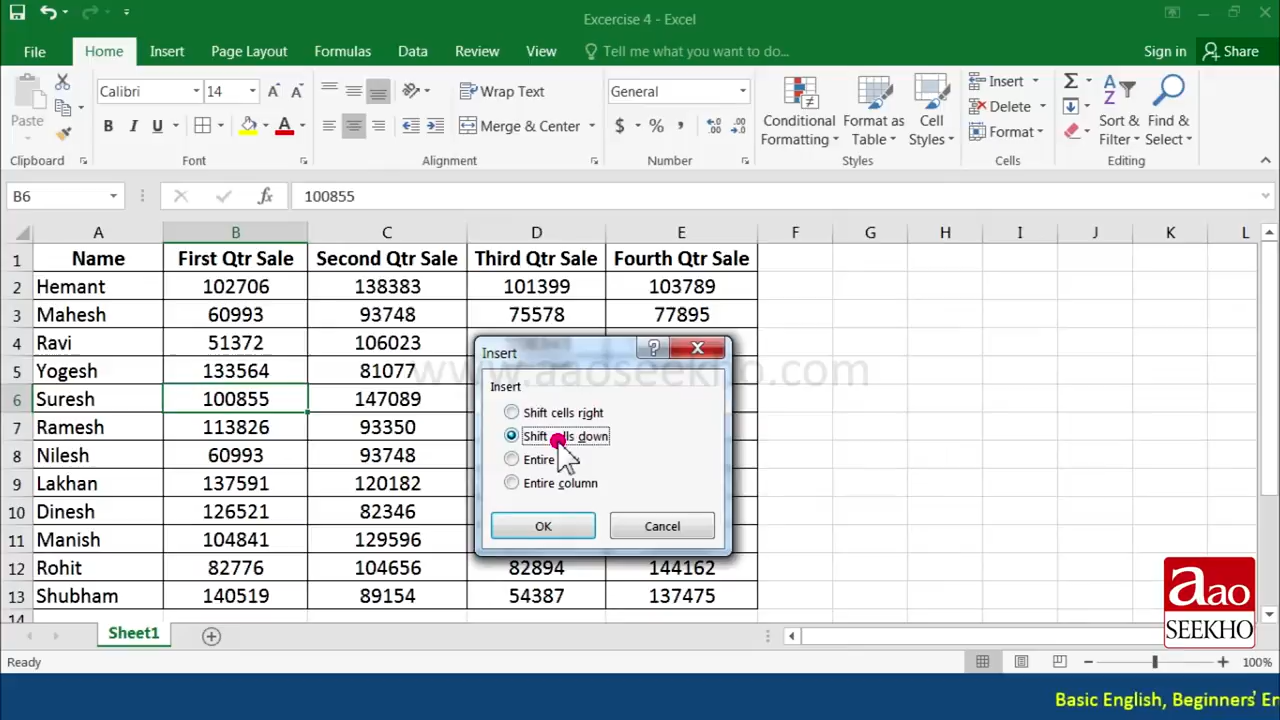 Excercise 4 - Excel
File Home Insert Page Layout Formulas Data Review View Tell me what you want to do... Sign in Share
Calibri 14 Wrap Text General Insert
Paste Conditional Format as Cell Delete Sort & Find &
B I U A Merge & Center $ % , Formatting Table Styles Format Filter Select
Clipboard Font Alignment Number Styles Cells Editing
B6 fx 100855
A B C D E F G H I J K L
1 Name First Qtr Sale Second Qtr Sale Third Qtr Sale Fourth Qtr Sale
2 Hemant 102706 138383 101399 103789
3 Mahesh 60993 93748 75578 77895
4 Ravi 51372 106023
5 Yogesh 133564 81077
6 Suresh 100855 147089
7 Ramesh 113826 93350
8 Nilesh 60993 93748
9 Lakhan 137591 120182
10 Dinesh 126521 82346
11 Manish 104841 129596
12 Rohit 82776 104656 82894 144162
13 Shubham 140519 89154 54387 137475
14
Insert
www.aaoseekho.com
Insert
Shift cells right
Shift cells down
Entire
Entire column
OK Cancel
aao
SEEKHO
Sheet1
Ready 100%
Basic English, Beginners' Er